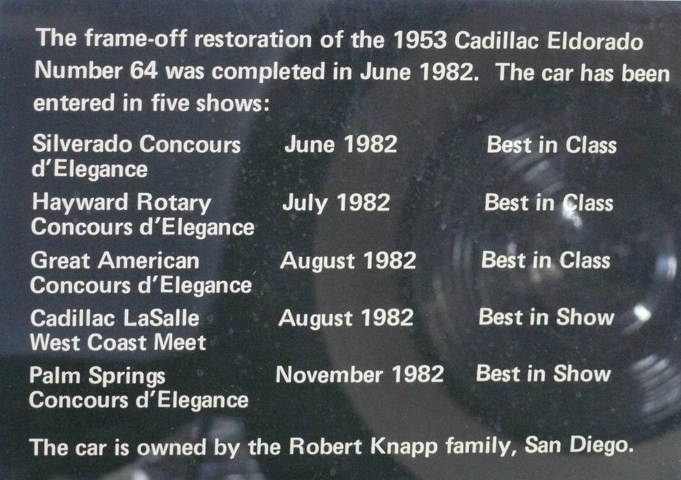 The frame-off restoration of the 1953 Cadillac Eldorado
Number 64 was completed in June 1982. The car has been
entered in five shows:
Silverado Concours June 1982 Best in Class
d'Elegance
Hayward Rotary July 1982 Best in Class
Concours d'Elegance
Great American August 1982 Best in Class
Concours d'Elegance
Cadillac LaSalle August 1982 Best in Show
West Coast Meet
Palm Springs November 1982 Best in Show
Concours d'Elegance
The car is owned by the Robert Knapp family, San Diego.